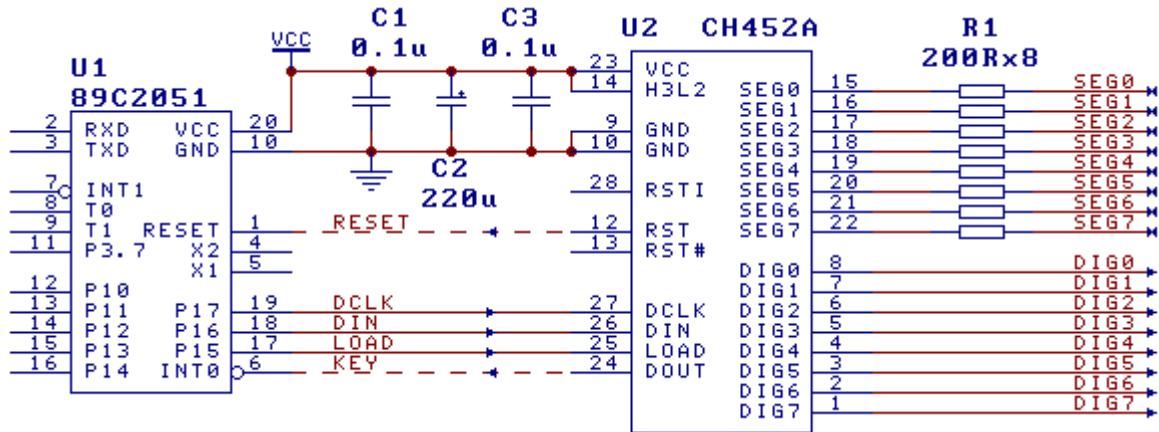 C1
0.1u
C3
0.1u
U2 CH452A
R1
200Rx8
VCC
U1
89C2051
2 RXD
3 TXD
7 INT1
8 T0
9 T1
11 P3.7
12 P10
13 P11
14 P12
15 P13
16 P14
VCC 20
GND 10
RESET 1
X2 4
X1 5
P17 19
P16 18
P15 17
INT0 6
C2
220u
RESET
DCLK
DIN
LOAD
KEY
23 VCC
14 H3L2
9 GND
10 GND
28 RSTI
12 RST
13 RST#
27 DCLK
26 DIN
25 LOAD
24 DOUT
SEG0 15 SEG0
SEG1 16 SEG1
SEG2 17 SEG2
SEG3 18 SEG3
SEG4 19 SEG4
SEG5 20 SEG5
SEG6 21 SEG6
SEG7 22 SEG7
DIG0 8 DIG0
DIG1 7 DIG1
DIG2 6 DIG2
DIG3 5 DIG3
DIG4 4 DIG4
DIG5 3 DIG5
DIG6 2 DIG6
DIG7 1 DIG7